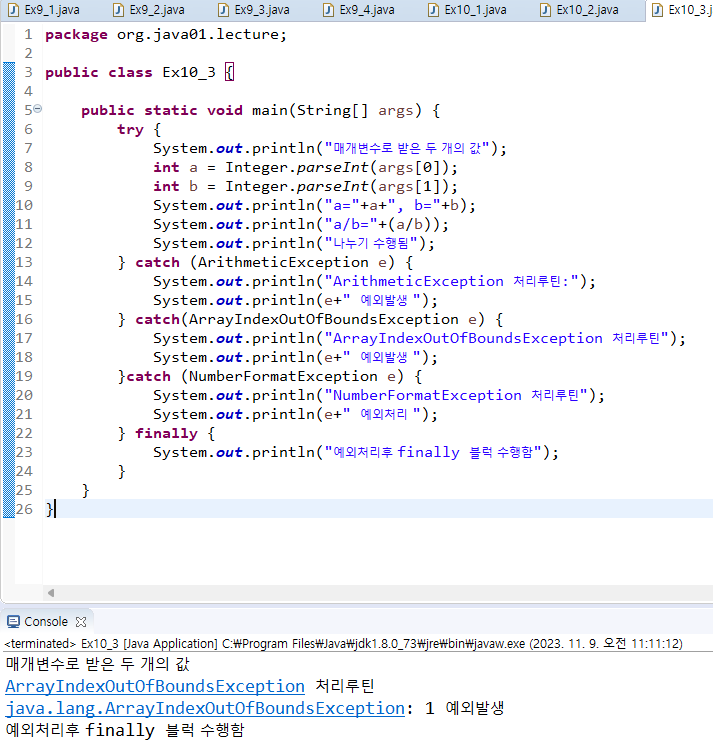 Ex9_1.java Ex9_2.java Ex9_3.java Ex9_4.java Ex10_1.java Ex10_2.java Ex10_3.j
1 package org.java01.lecture;
2
3 public class Ex10_3 {
4
5 public static void main(String[] args) {
6 try {
7 System.out.println("매개변수로 받은 두 개의 값");
8 int a = Integer.parseInt(args[0]);
9 int b = Integer.parseInt(args[1]);
10 System.out.println("a="+a+", b="+b);
11 System.out.println("a/b="+(a/b));
12 System.out.println("나누기 수행됨");
13 } catch (ArithmeticException e) {
14 System.out.println("ArithmeticException 처리루틴:");
15 System.out.println(e+" 예외발생 ");
16 } catch(ArrayIndexOutOfBoundsException e) {
17 System.out.println("ArrayIndexOutOfBoundsException 처리루틴");
18 System.out.println(e+" 예외발생 ");
19 }catch (NumberFormatException e) {
20 System.out.println("NumberFormatException 처리루틴");
21 System.out.println(e+" 예외처리 ");
22 } finally {
23 System.out.println("예외처리후 finally 블럭 수행함");
24 }
25 }
26 }
Console
<terminated> Ex10_3 [Java Application] C:₩Program Files₩Java₩jdk1.8.0_73₩jre₩bin₩javaw.exe (2023. 11. 9. 오전 11:11:12)
매개변수로 받은 두 개의 값
ArrayIndexOutOfBoundsException 처리루틴
java.lang.ArrayIndexOutOfBoundsException: 1 예외발생
예외처리후 finally 블럭 수행함